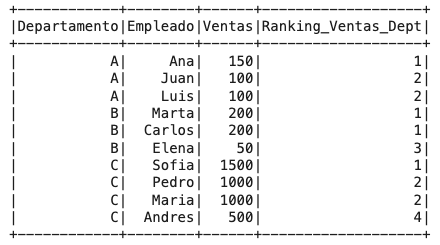 +------------+--------+------+-------------------+
|Departamento|Empleado|Ventas|Ranking_Ventas_Dept|
+------------+--------+------+-------------------+
|           A|     Ana|   150|                  1|
|           A|    Juan|   100|                  2|
|           A|    Luis|   100|                  2|
|           B|   Marta|   200|                  1|
|           B|  Carlos|   200|                  1|
|           B|   Elena|    50|                  3|
|           C|   Sofia|  1500|                  1|
|           C|   Pedro|  1000|                  2|
|           C|   Maria|  1000|                  2|
|           C|  Andres|   500|                  4|
+------------+--------+------+-------------------+